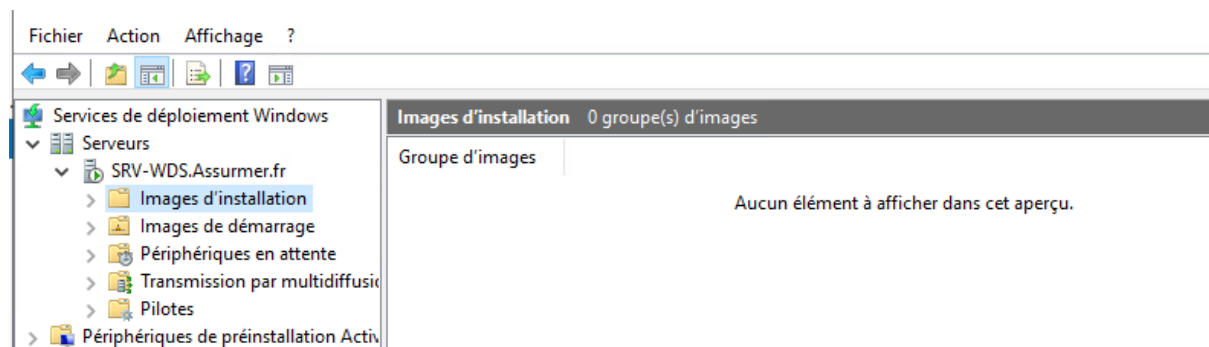 Fichier Action Affichage ?
Services de déploiement Windows
Serveurs
SRV-WDS.Assurmer.fr
Images d'installation
Images de démarrage
Périphériques en attente
Transmission par multidiffusic
Pilotes
Périphériques de préinstallation Activ
Images d'installation 0 groupe(s) d'images
Groupe d'images
Aucun élément à afficher dans cet aperçu.